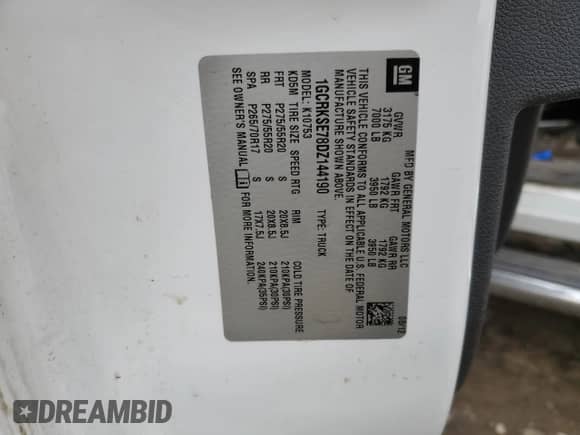 GM
MFD BY GENERAL MOTORS LLC
08/12
GVWR GAWR FRT GAWR RR
3175 KG 1792 KG 1792 KG
7000 LB 3950 LB 3950 LB
THIS VEHICLE CONFORMS TO ALL APPLICABLE U.S. FEDERAL MOTOR
VEHICLE SAFETY STANDARDS IN EFFECT ON THE DATE OF
MANUFACTURE SHOWN ABOVE.
1GCRKSE78DZ144190 TYPE: TRUCK
MODEL: K10753
KD5M TIRE SIZE SPEED RTG RIM COLD TIRE PRESSURE
FRT P275/55R20 S 20X8.5J 210KPA(30PSI)
RR P275/55R20 S 20X8.5J 210KPA(30PSI)
SPA P265/70R17 S 17X7.5J 240KPA(35PSI)
SEE OWNER'S MANUAL FOR MORE INFORMATION.
DREAMBID